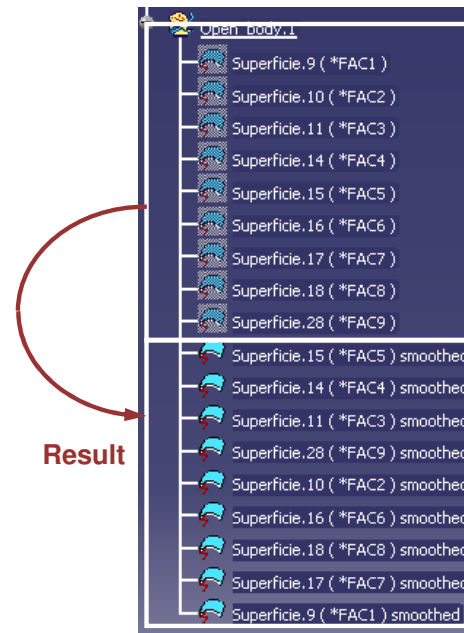 Open_body.1
Superficie.9 ( *FAC1 )
Superficie.10 ( *FAC2 )
Superficie.11 ( *FAC3 )
Superficie.14 ( *FAC4 )
Superficie.15 ( *FAC5 )
Superficie.16 ( *FAC6 )
Superficie.17 ( *FAC7 )
Superficie.18 ( *FAC8 )
Superficie.28 ( *FAC9 )
Superficie.15 ( *FAC5 ) smoothed
Superficie.14 ( *FAC4 ) smoothed
Superficie.11 ( *FAC3 ) smoothed
Result
Superficie.28 ( *FAC9 ) smoothed
Superficie.10 ( *FAC2 ) smoothed
Superficie.16 ( *FAC6 ) smoothed
Superficie.18 ( *FAC8 ) smoothed
Superficie.17 ( *FAC7 ) smoothed
Superficie.9 ( *FAC1 ) smoothed